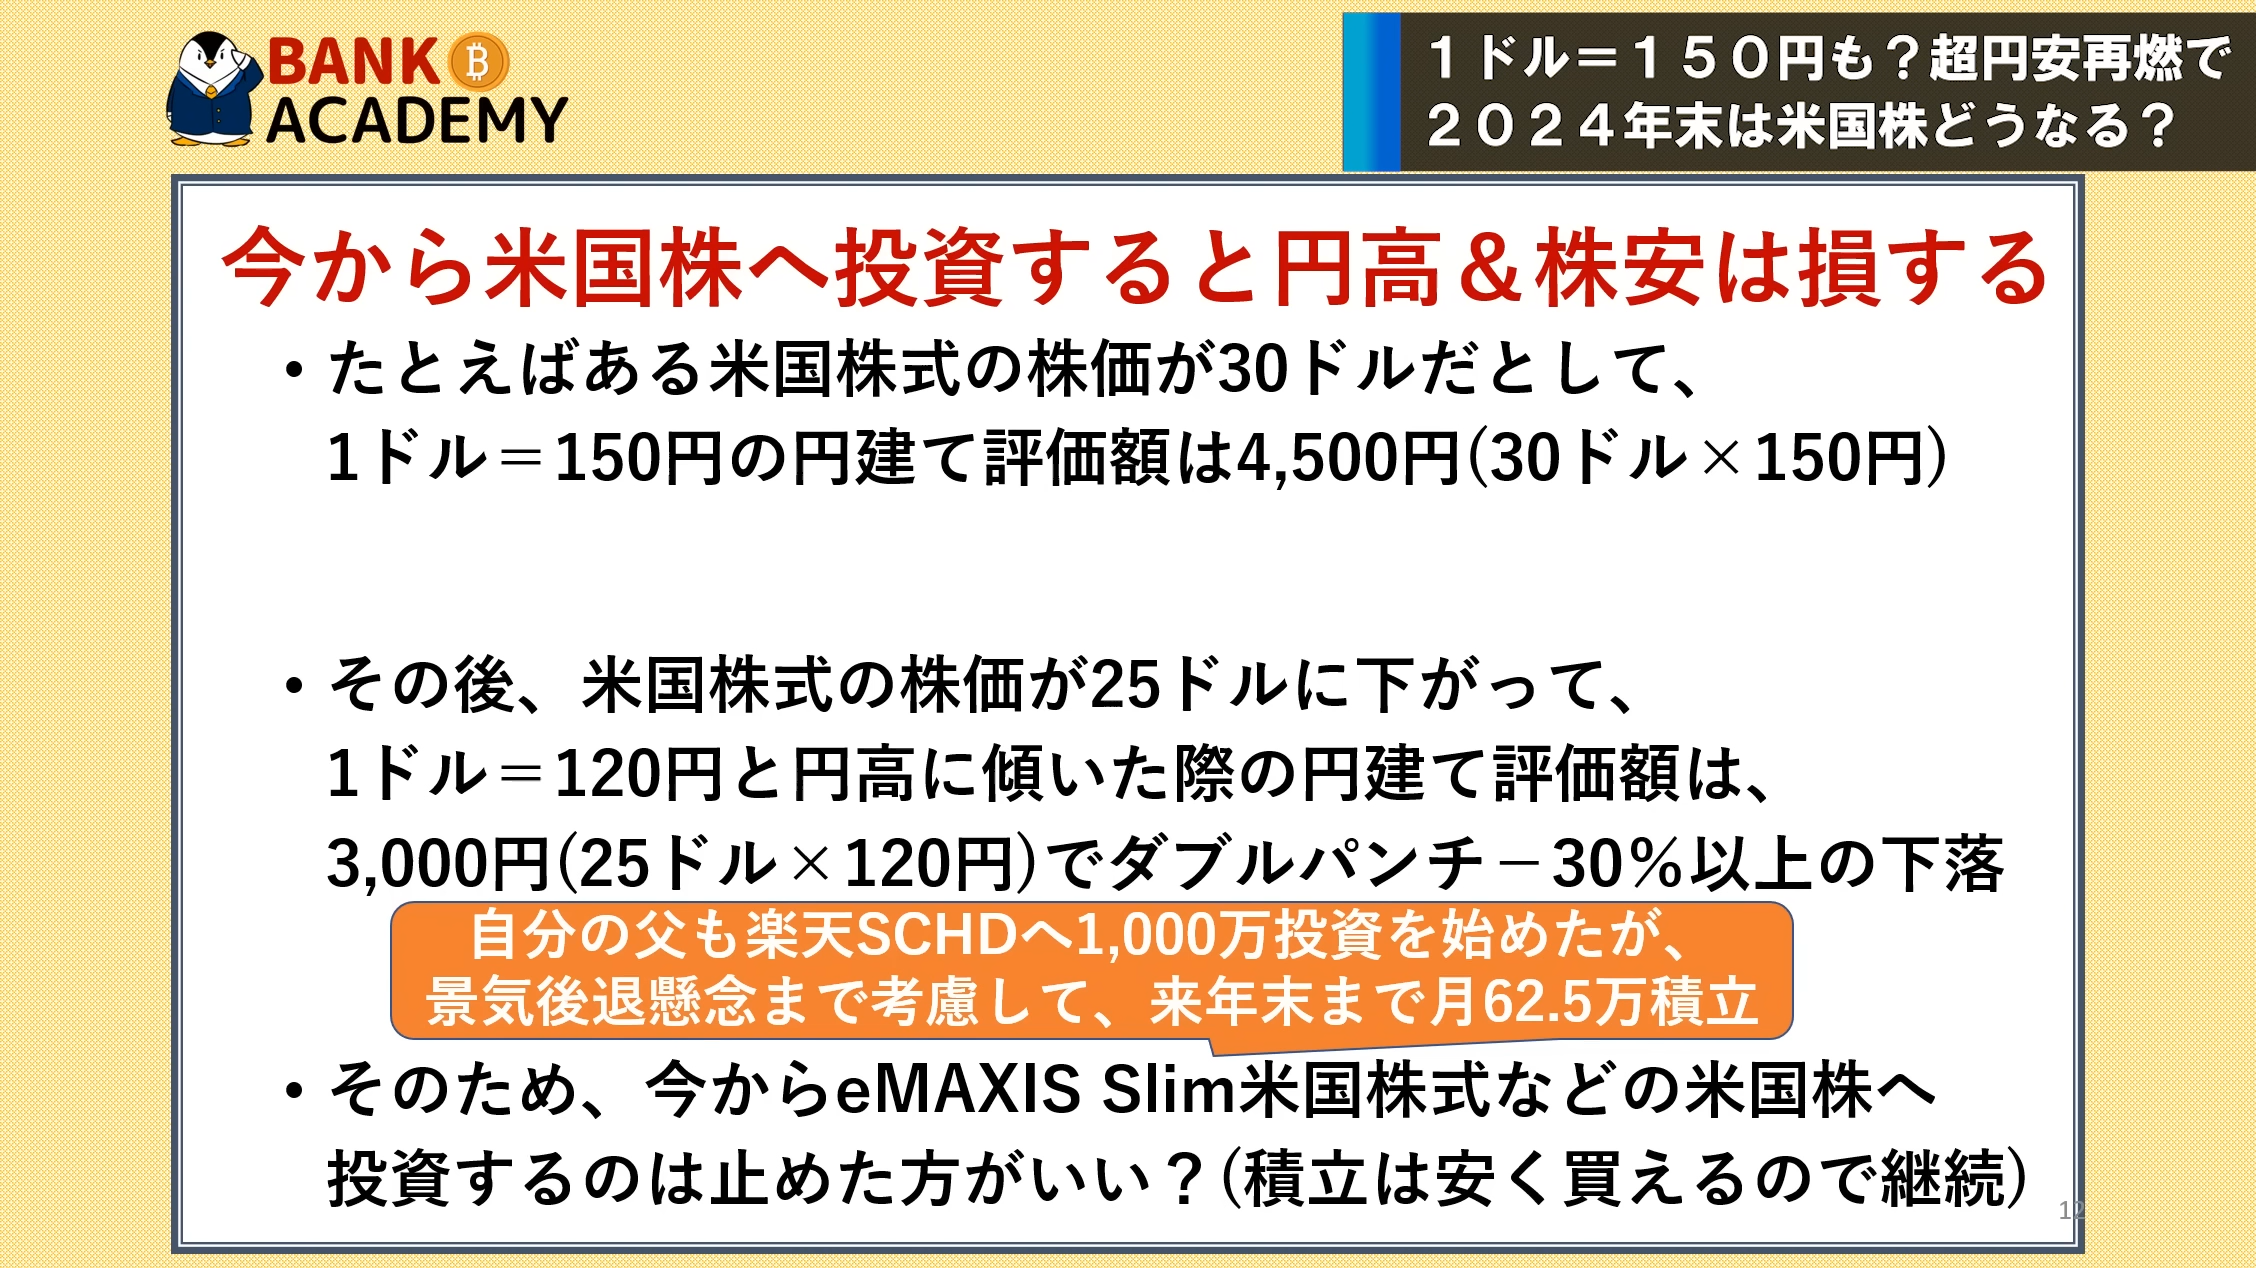 BANK
ACADEMY
１ドル＝１５０円も？超円安再燃で
２０２４年末は米国株どうなる？
今から米国株へ投資すると円高＆株安は損する
・たとえばある米国株式の株価が30ドルだとして、
1ドル＝150円の円建て評価額は4,500円(30ドル×150円)
・その後、米国株式の株価が25ドルに下がって、
1ドル＝120円と円高に傾いた際の円建て評価額は、
3,000円(25ドル×120円)でダブルパンチ－30％以上の下落
自分の父も楽天SCHDへ1,000万投資を始めたが、
景気後退懸念まで考慮して、来年末まで月62.5万積立
・そのため、今からeMAXIS Slim米国株式などの米国株へ
投資するのは止めた方がいい？(積立は安く買えるので継続)
12